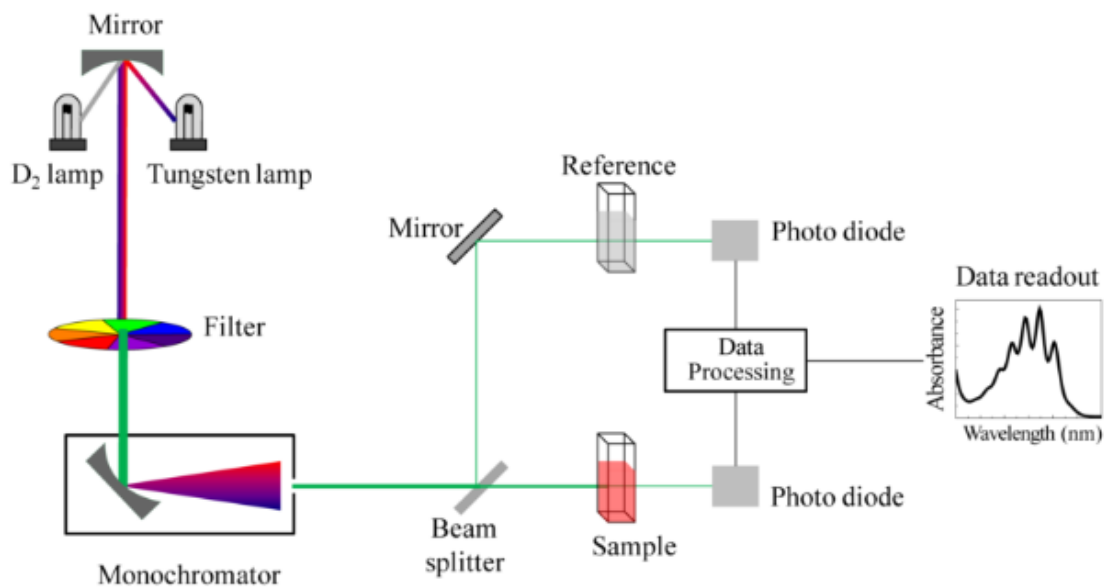 Mirror
D₂ lamp
Tungsten lamp
Filter
Monochromator
Mirror
Beam
splitter
Reference
Sample
Photo diode
Photo diode
Data
Processing
Data readout
Absorbance
Wavelength (nm)